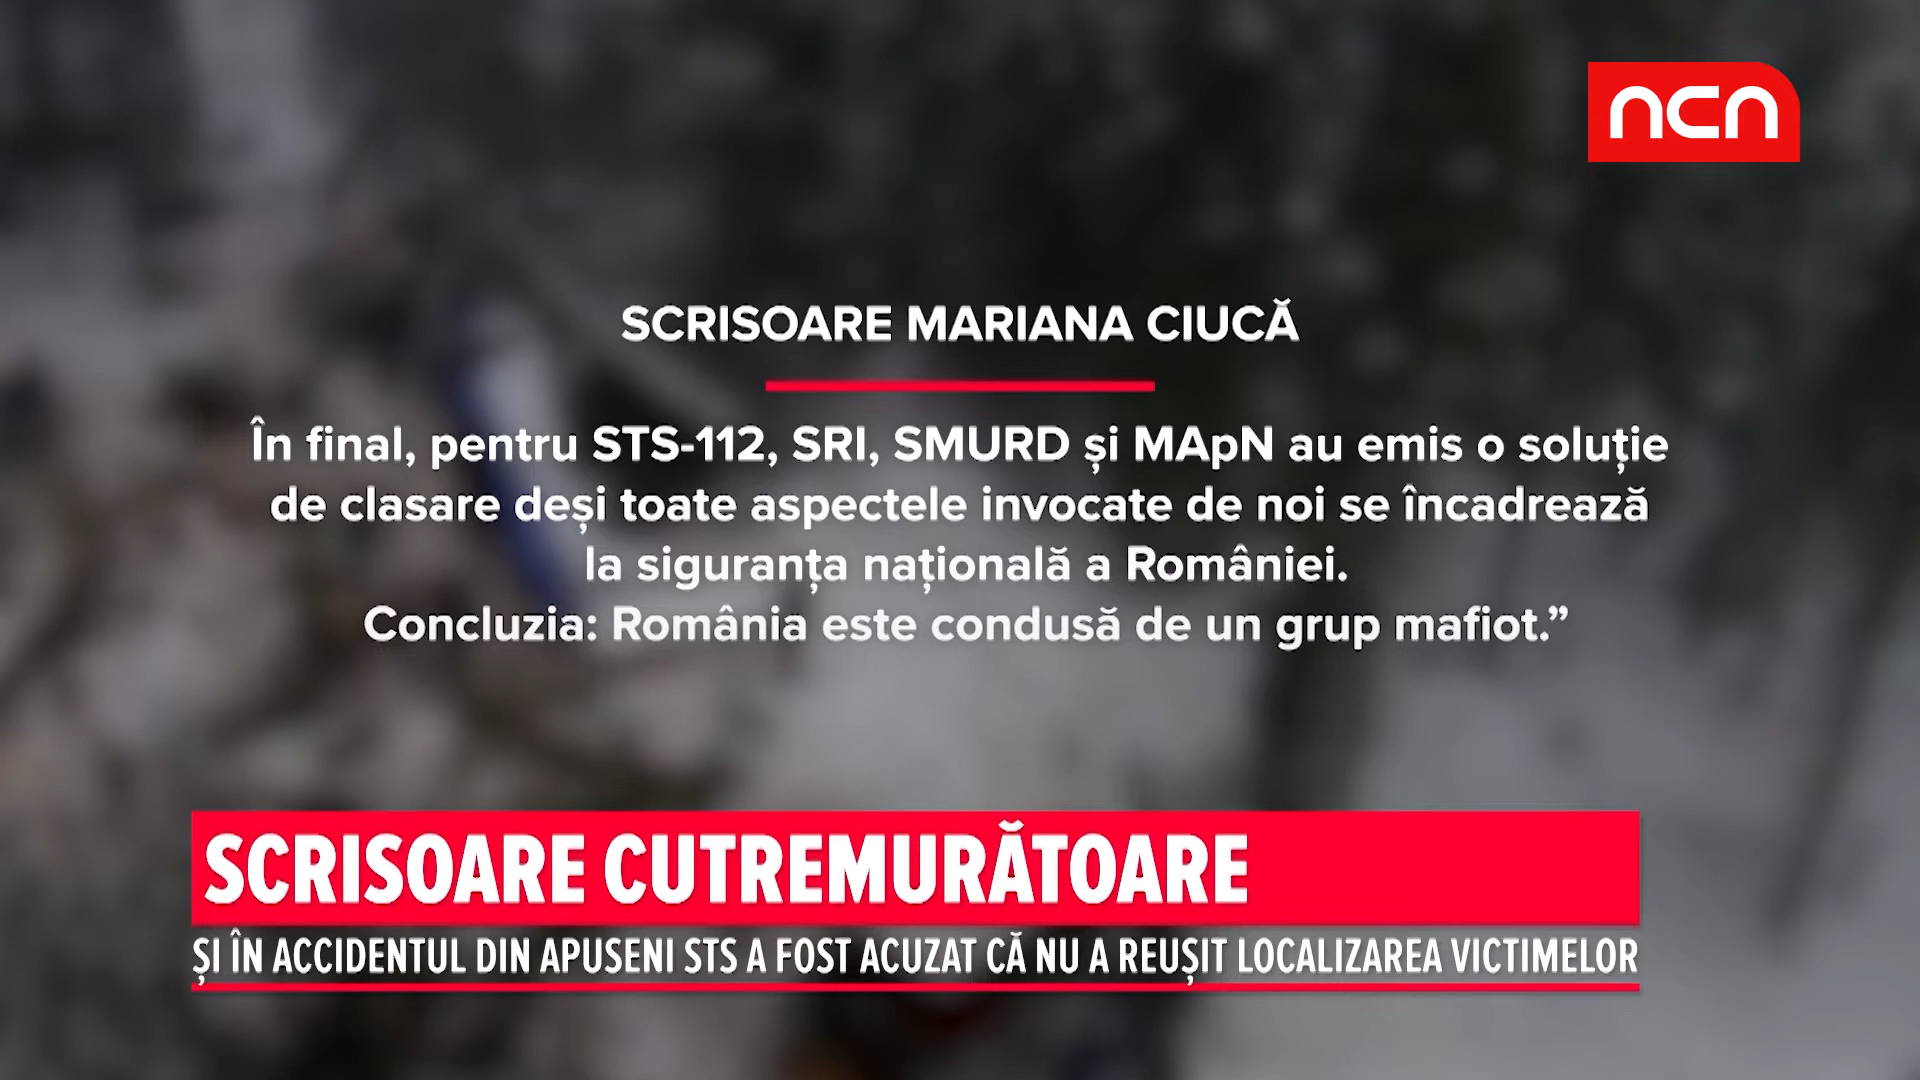 ncn
SCRISOARE MARIANA CIUCĂ
În final, pentru STS-112, SRI, SMURD și MApN au emis o soluție
de clasare deși toate aspectele invocate de noi se încadrează
la siguranța națională a României.
Concluzia: România este condusă de un grup mafiot.”
SCRISOARE CUTREMURĂTOARE
ȘI ÎN ACCIDENTUL DIN APUSENI STS A FOST ACUZAT CĂ NU A REUȘIT LOCALIZAREA VICTIMELOR